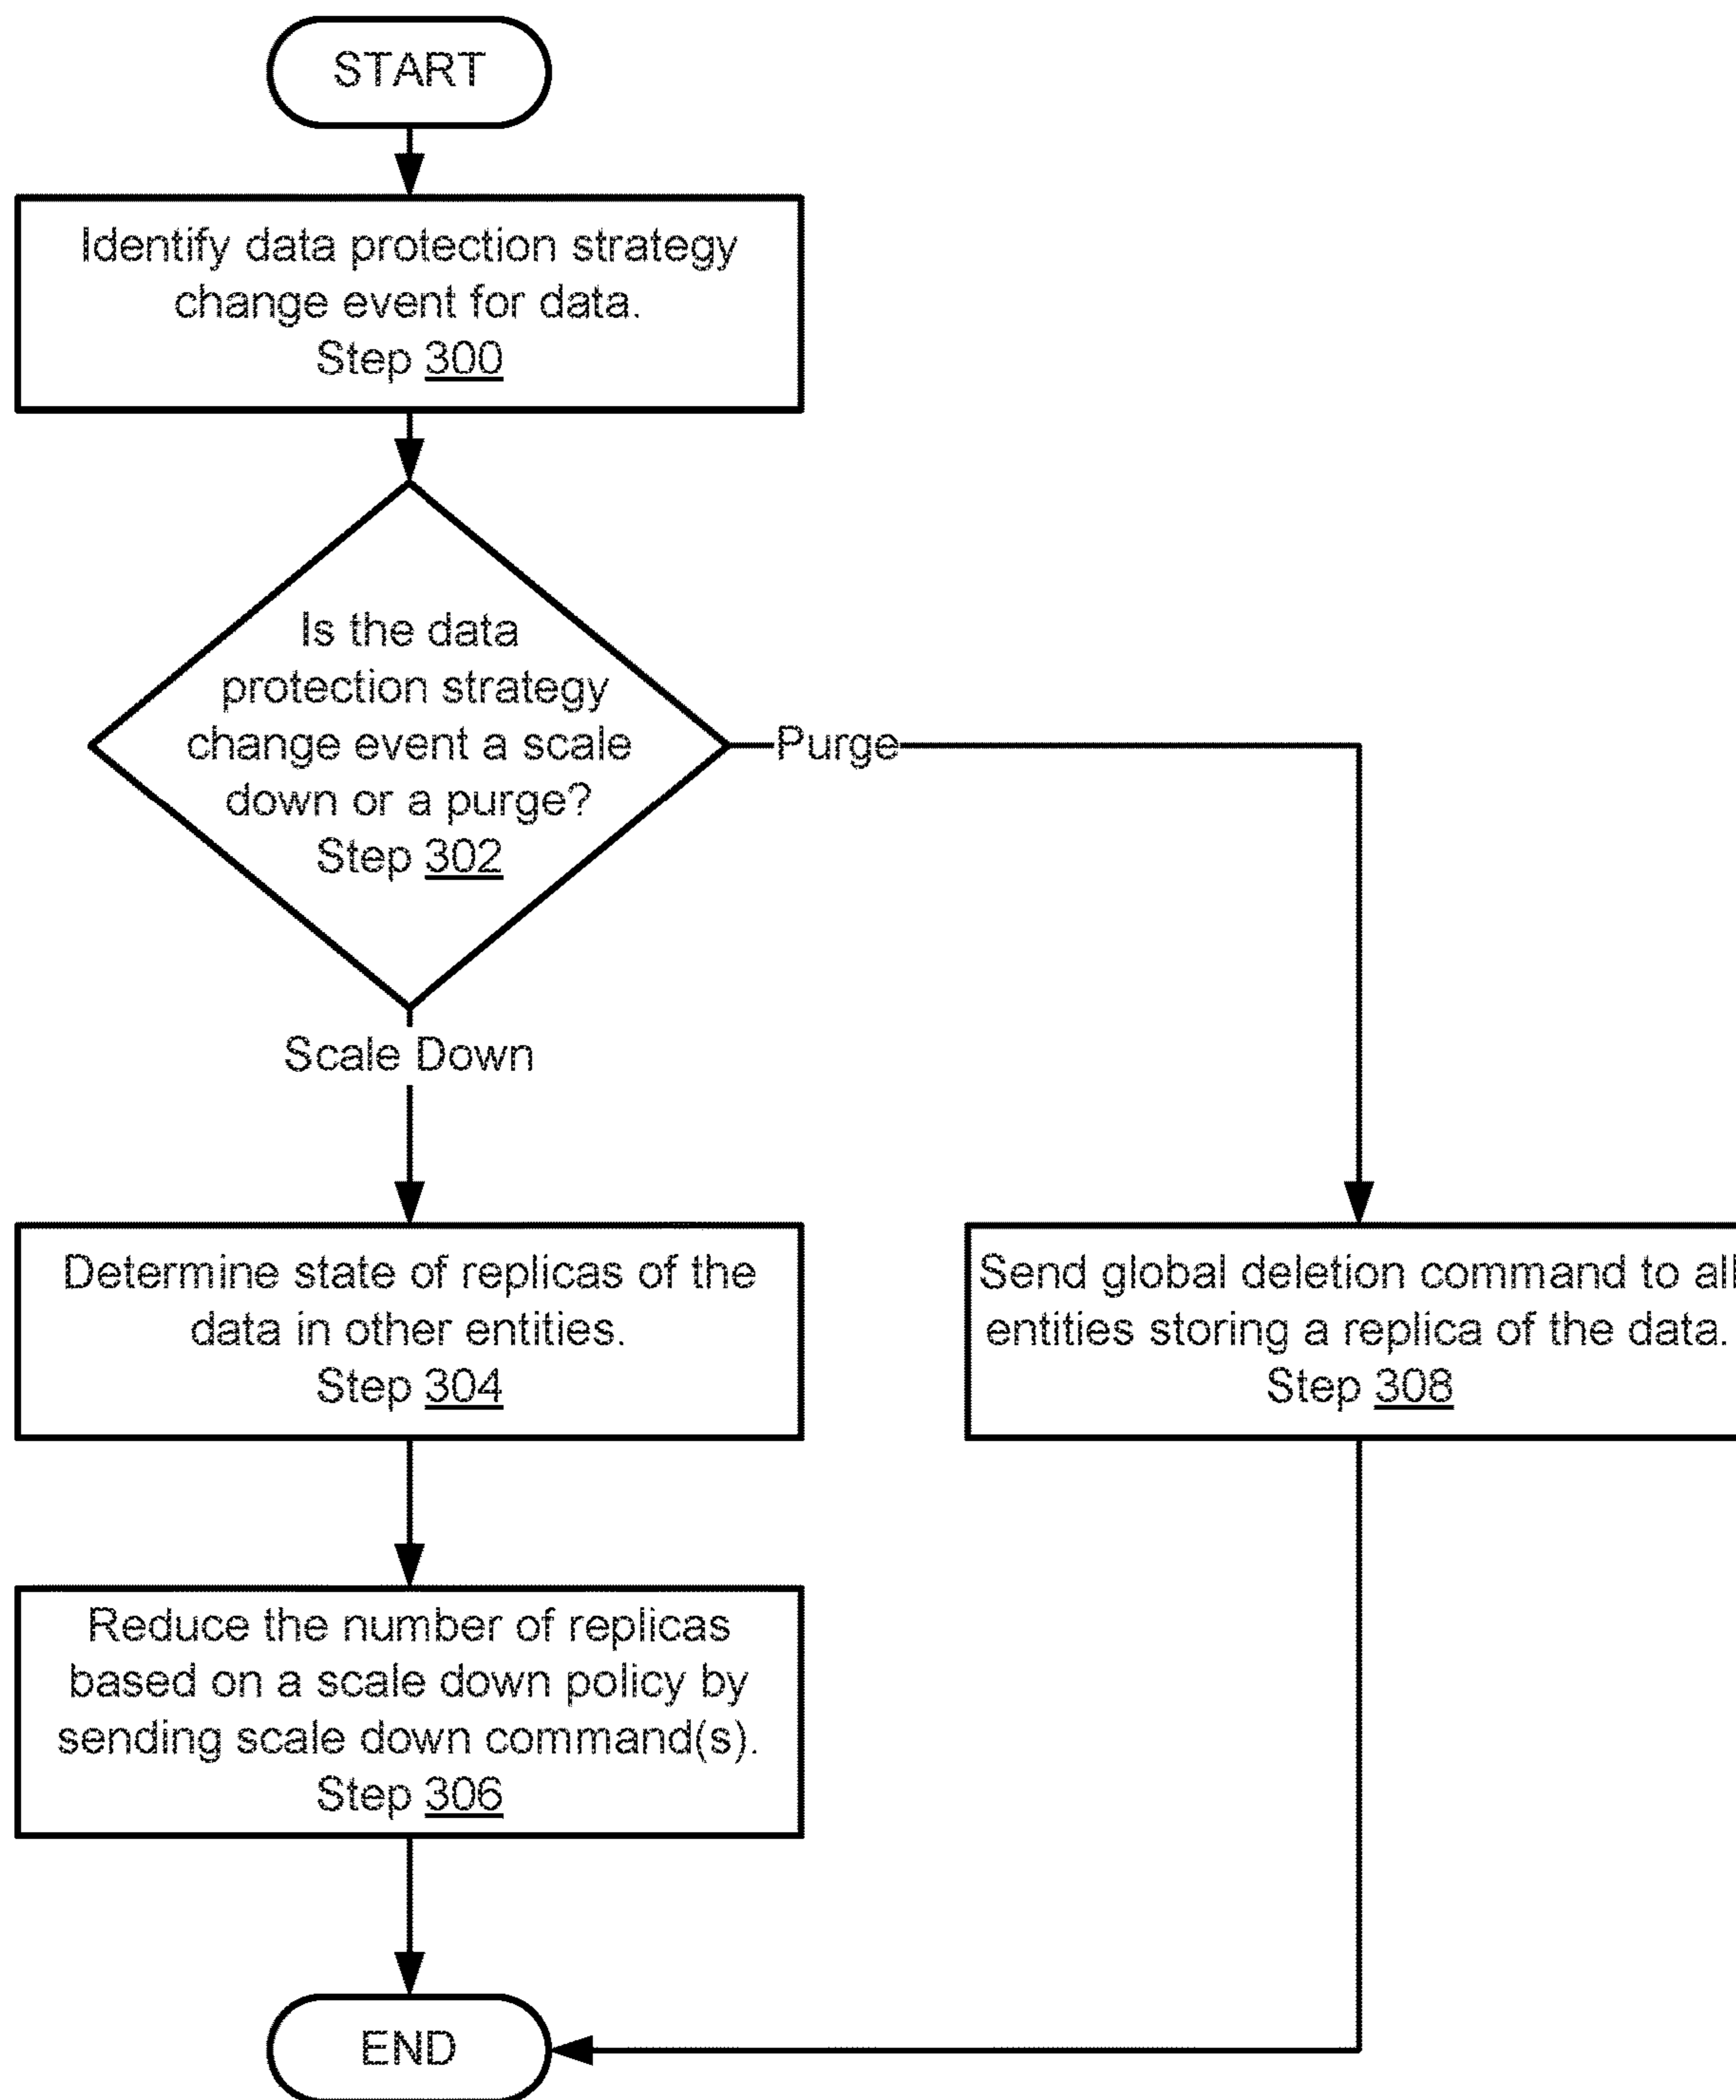 START
Identify data protection strategy
change event for data.
Step 300
Is the data
protection strategy
change event a scale
down or a purge?
Step 302
Purge
Scale Down
Determine state of replicas of the
data in other entities.
Step 304
Send global deletion command to all
entities storing a replica of the data.
Step 308
Reduce the number of replicas
based on a scale down policy by
sending scale down command(s).
Step 306
END